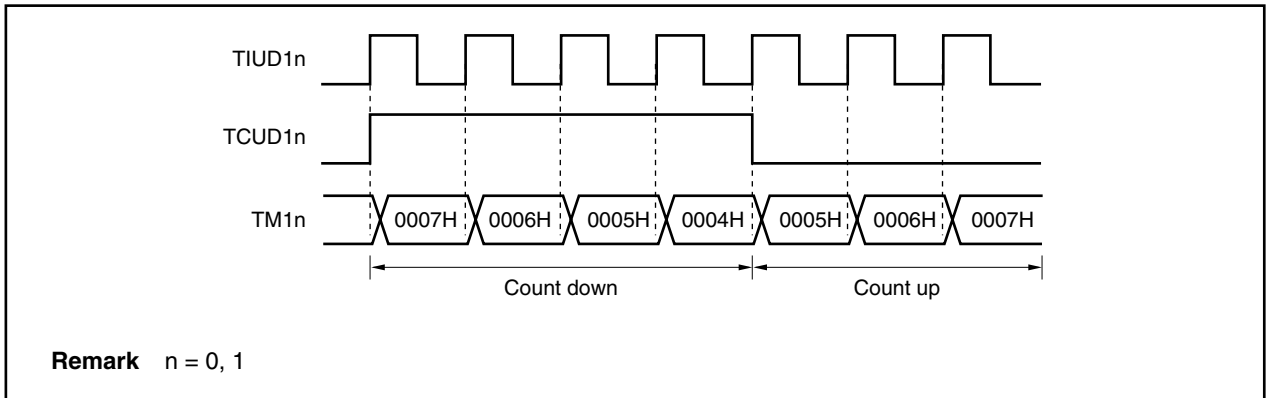 TIUD1n
TCUD1n
TM1n 0007H 0006H 0005H 0004H 0005H 0006H 0007H
Count down Count up
Remark n = 0, 1